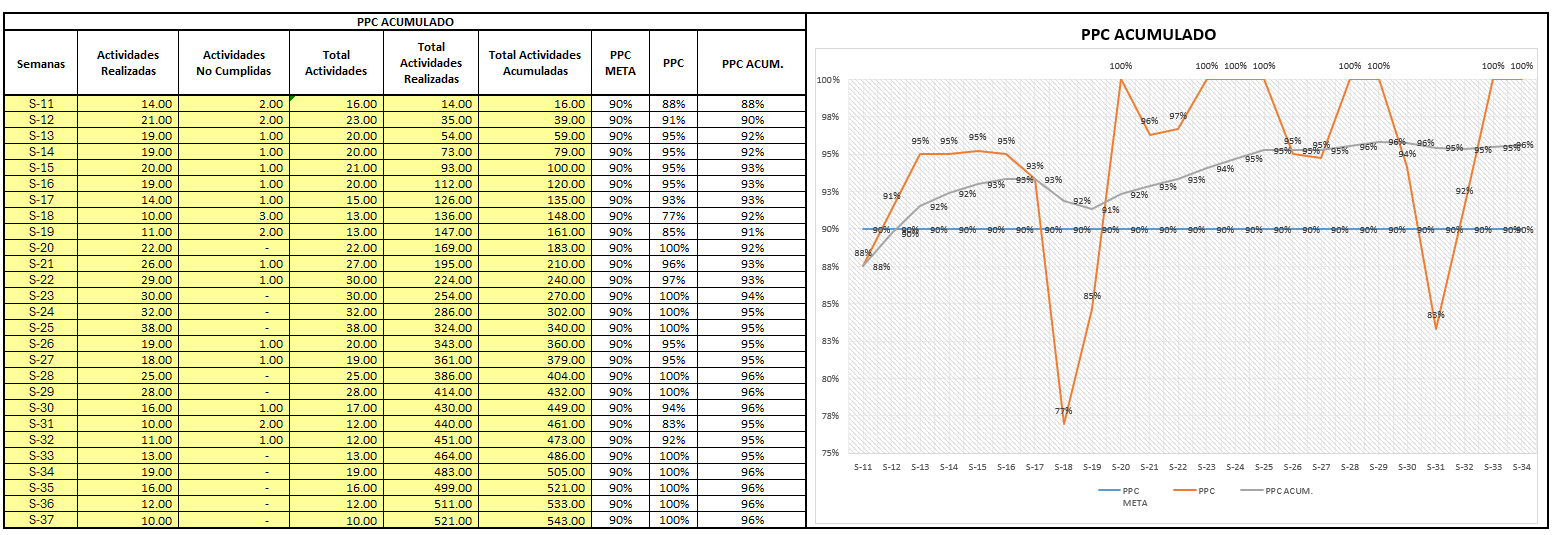 PPC ACUMULADO
Semanas Actividades Realizadas Actividades No Cumplidas Total Actividades Total Actividades Realizadas Total Actividades Acumuladas PPC META PPC PPC ACUM.
S-11 14.00 2.00 16.00 14.00 16.00 90% 88% 88%
S-12 21.00 2.00 23.00 35.00 39.00 90% 91% 90%
S-13 19.00 1.00 20.00 54.00 59.00 90% 95% 92%
S-14 19.00 1.00 20.00 73.00 79.00 90% 95% 92%
S-15 20.00 1.00 21.00 93.00 100.00 90% 95% 93%
S-16 19.00 1.00 20.00 112.00 120.00 90% 95% 93%
S-17 14.00 1.00 15.00 126.00 135.00 90% 93% 93%
S-18 10.00 3.00 13.00 136.00 148.00 90% 77% 92%
S-19 11.00 2.00 13.00 147.00 161.00 90% 85% 91%
S-20 22.00 - 22.00 169.00 183.00 90% 100% 92%
S-21 26.00 1.00 27.00 195.00 210.00 90% 96% 93%
S-22 29.00 1.00 30.00 224.00 240.00 90% 97% 93%
S-23 30.00 - 30.00 254.00 270.00 90% 100% 94%
S-24 32.00 - 32.00 286.00 302.00 90% 100% 95%
S-25 38.00 - 38.00 324.00 340.00 90% 100% 95%
S-26 19.00 1.00 20.00 343.00 360.00 90% 95% 95%
S-27 18.00 1.00 19.00 361.00 379.00 90% 95% 95%
S-28 25.00 - 25.00 386.00 404.00 90% 100% 96%
S-29 28.00 - 28.00 414.00 432.00 90% 100% 96%
S-30 16.00 1.00 17.00 430.00 449.00 90% 94% 96%
S-31 10.00 2.00 12.00 440.00 461.00 90% 83% 95%
S-32 11.00 1.00 12.00 451.00 473.00 90% 92% 95%
S-33 13.00 - 13.00 464.00 486.00 90% 100% 95%
S-34 19.00 - 19.00 483.00 505.00 90% 100% 96%
S-35 16.00 - 16.00 499.00 521.00 90% 100% 96%
S-36 12.00 - 12.00 511.00 533.00 90% 100% 96%
S-37 10.00 - 10.00 521.00 543.00 90% 100% 96%
PPC ACUMULADO
100%
98%
95%
93%
90%
88%
85%
83%
80%
78%
75%
88% 91% 95% 95% 95% 95% 93% 77% 85% 100% 96% 97% 100% 100% 100% 95% 95% 100% 100% 94% 83% 92% 100% 100%
88% 90% 92% 92% 93% 93% 93% 92% 91% 92% 93% 93% 94% 95% 95% 95% 95% 96% 96% 96% 95% 95% 95% 96%
90% 90% 90% 90% 90% 90% 90% 90% 90% 90% 90% 90% 90% 90% 90% 90% 90% 90% 90% 90% 90% 90% 90% 90%
S-11 S-12 S-13 S-14 S-15 S-16 S-17 S-18 S-19 S-20 S-21 S-22 S-23 S-24 S-25 S-26 S-27 S-28 S-29 S-30 S-31 S-32 S-33 S-34
PPC META PPC PPC ACUM.